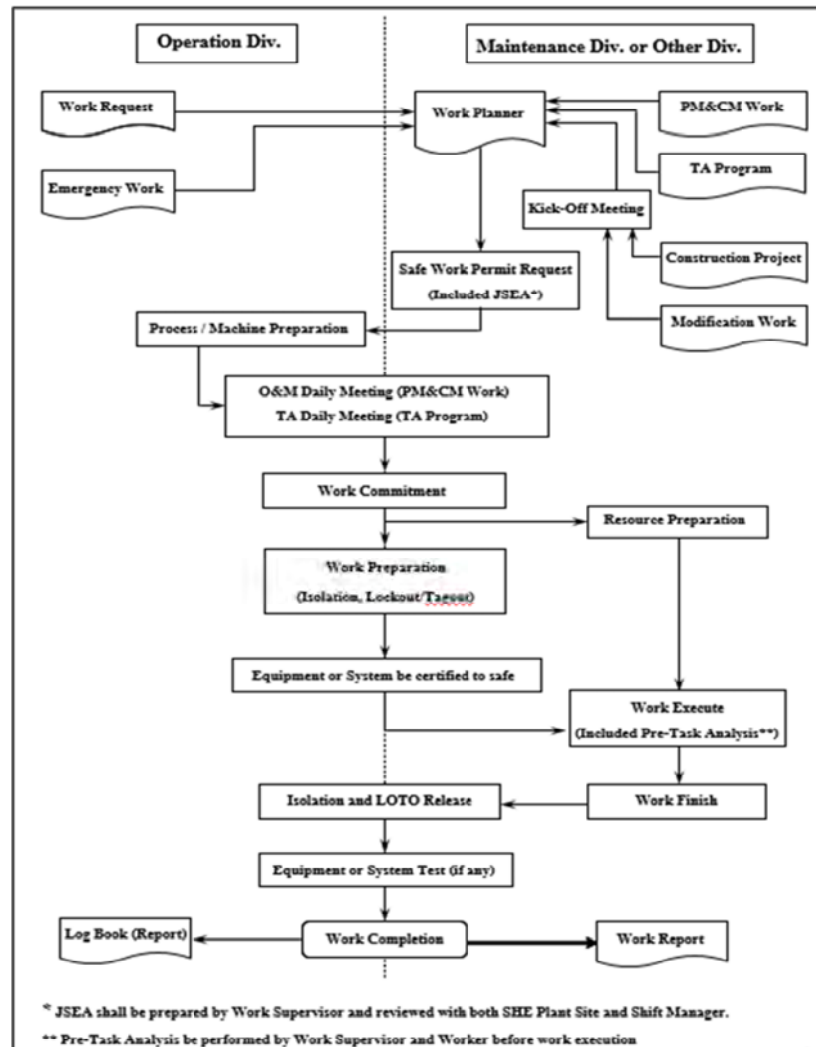 Operation Div.
Maintenance Div. or Other Div.
Work Request
Work Planner
PM&CM Work
Emergency Work
TA Program
Kick-Off Meeting
Safe Work Permit Request
(Included JSEA*)
Construction Project
Process / Machine Preparation
Modification Work
O&M Daily Meeting (PM&CM Work)
TA Daily Meeting (TA Program)
Work Commitment
Resource Preparation
Work Preparation
(Isolation, Lockout/Tagout)
Equipment or System be certified to safe
Work Execute
(Included Pre-Task Analysis**)
Isolation and LOTO Release
Work Finish
Equipment or System Test (if any)
Log Book (Report)
Work Completion
Work Report
* JSEA shall be prepared by Work Supervisor and reviewed with both SHE Plant Site and Shift Manager.
** Pre-Task Analysis be performed by Work Supervisor and Worker before work execution